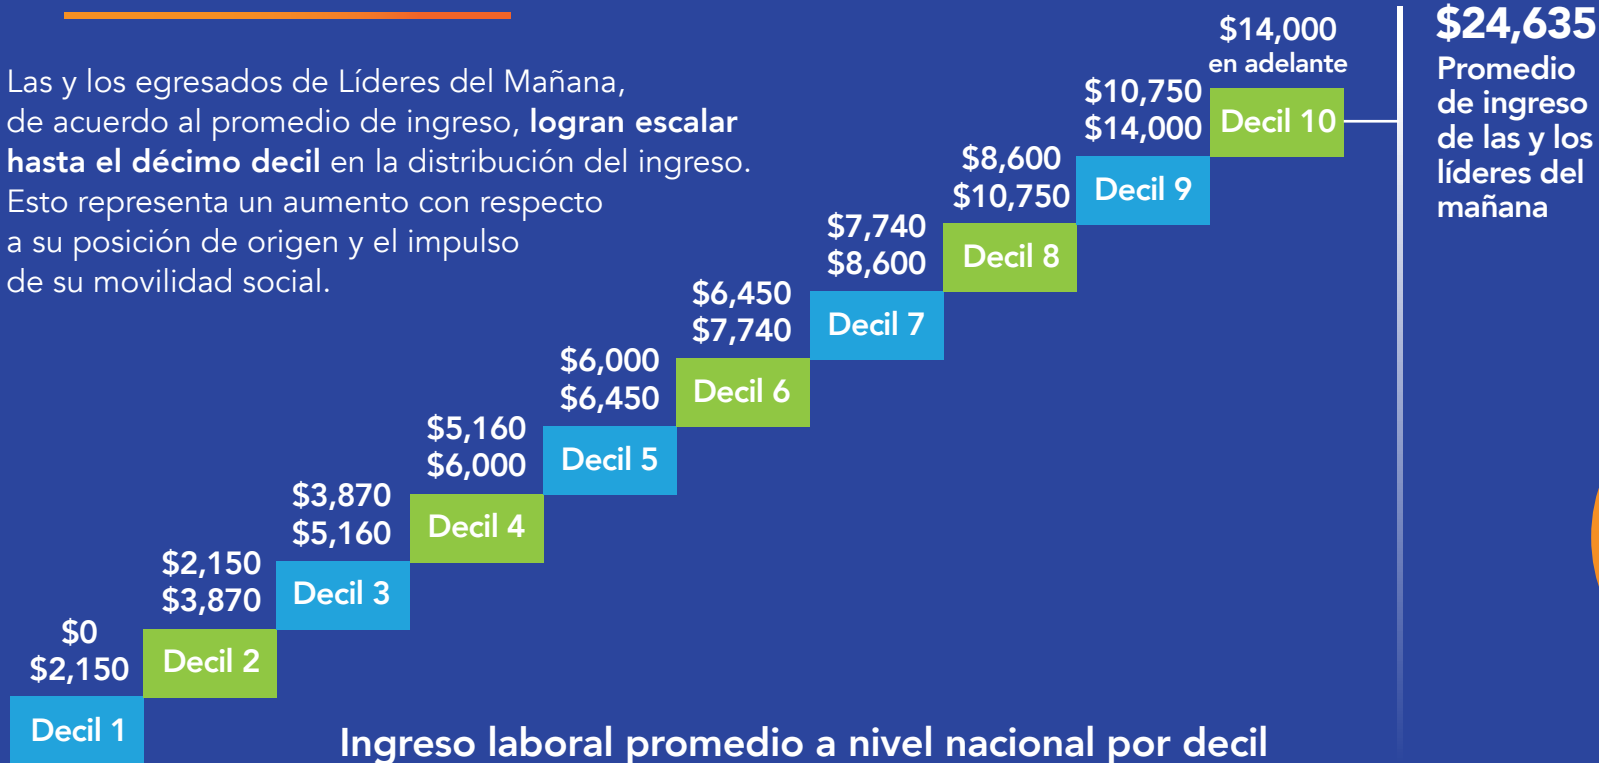 Las y los egresados de Líderes del Mañana,
de acuerdo al promedio de ingreso, logran escalar
hasta el décimo decil en la distribución del ingreso.
Esto representa un aumento con respecto
a su posición de origen y el impulso
de su movilidad social.
$0
$2,150
Decil 1
$2,150
$3,870
Decil 2
$3,870
$5,160
Decil 3
$5,160
$6,000
Decil 4
$6,000
$6,450
Decil 5
$6,450
$7,740
Decil 6
$7,740
$8,600
Decil 7
$8,600
$10,750
Decil 8
$10,750
$14,000
Decil 9
$14,000
en adelante
Decil 10
$24,635
Promedio
de ingreso
de las y los
líderes del
mañana
Ingreso laboral promedio a nivel nacional por decil